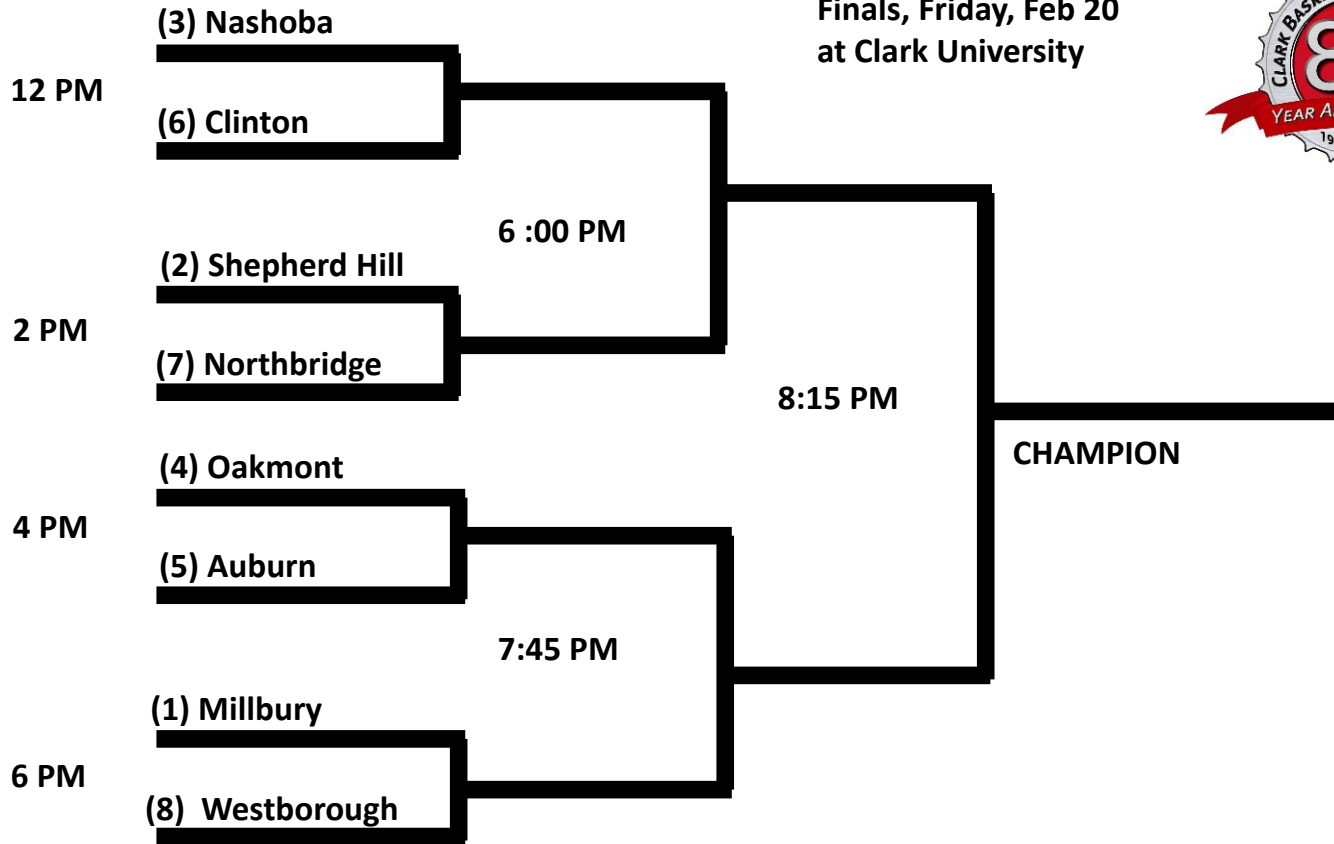 Finals, Friday, Feb 20
at Clark University
(3) Nashoba
12 PM
(6) Clinton
6 :00 PM
(2) Shepherd Hill
2 PM
(7) Northbridge
8:15 PM
CHAMPION
(4) Oakmont
4 PM
(5) Auburn
7:45 PM
(1) Millbury
6 PM
(8) Westborough
CLARK
YEAR